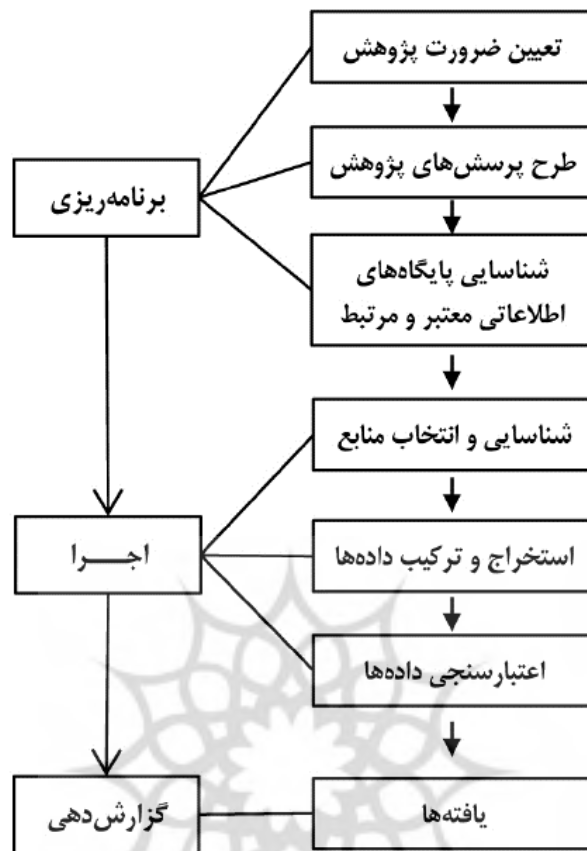 تعیین ضرورت پژوهش
طرح پرسش‌های پژوهش
برنامه‌ریزی
شناسایی پایگاه‌های
اطلاعاتی معتبر و مرتبط
شناسایی و انتخاب منابع
اجـــرا
استخراج و ترکیب داده‌ها
اعتبارسنجی داده‌ها
گزارش‌دهی
یافته‌ها